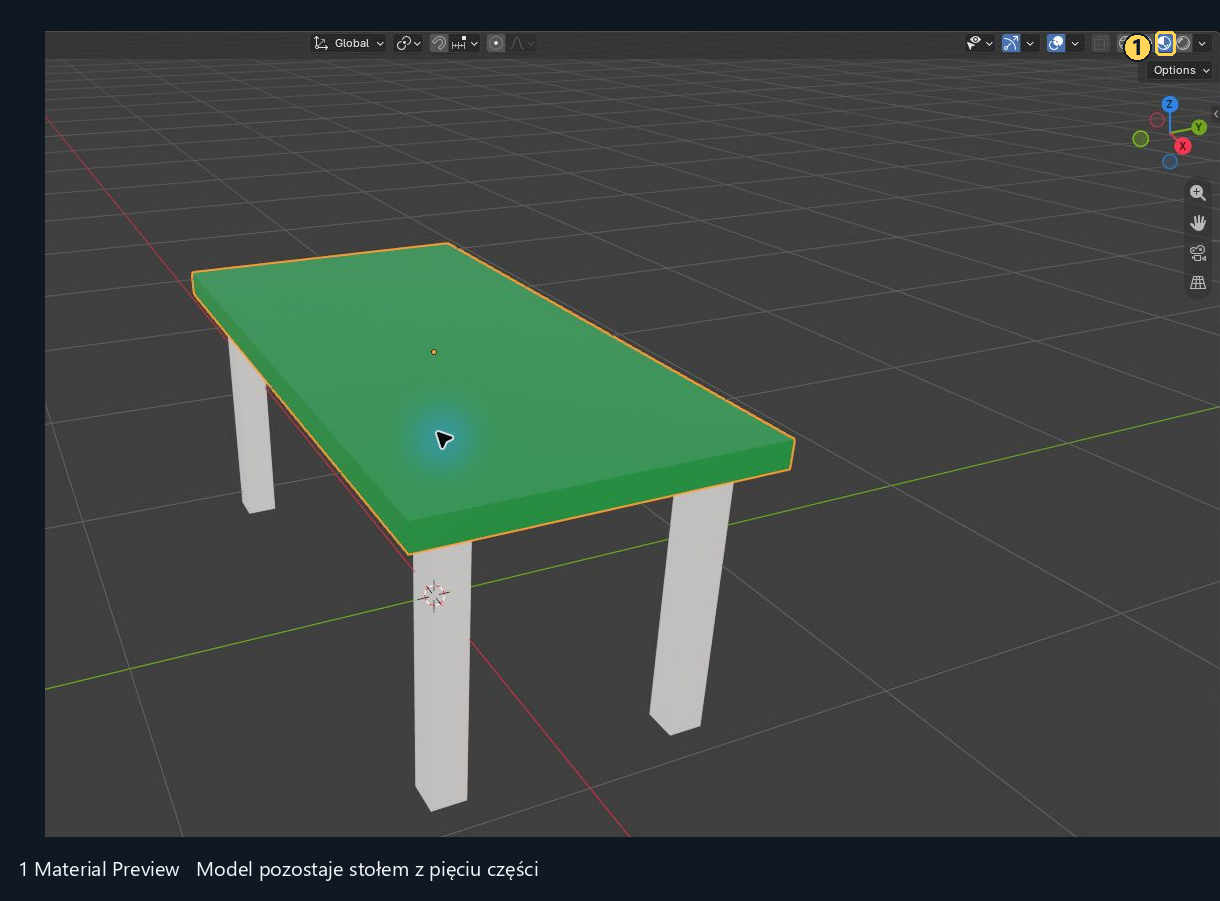 Global
1
Options
Z
Y
X
1 Material Preview Model pozostaje stołem z pięciu części